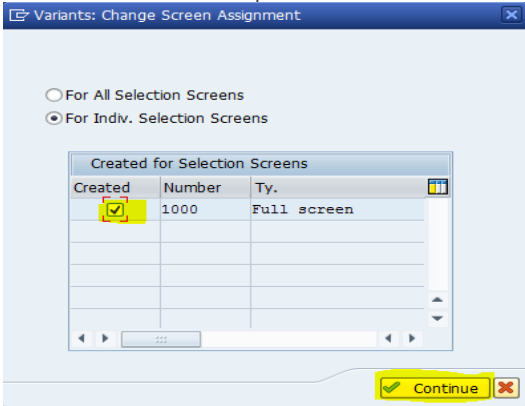 Variants: Change Screen Assignment
For All Selection Screens
For Indiv. Selection Screens
Created for Selection Screens
Created Number Ty.
1000 Full screen
Continue